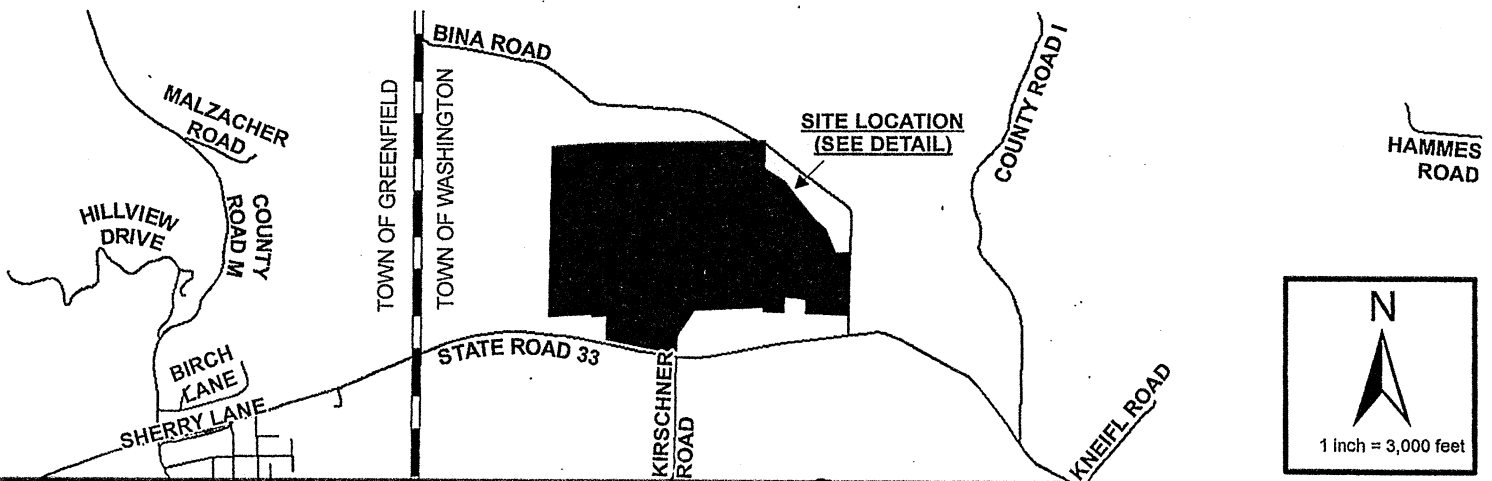 BINA ROAD
COUNTY ROAD I
MALZACHER
ROAD
TOWN OF GREENFIELD
TOWN OF WASHINGTON
SITE LOCATION
(SEE DETAIL)
HAMMES
ROAD
HILLVIEW
DRIVE
COUNTY
ROAD M
N
STATE ROAD 33
BIRCH
LANE
SHERRY LANE
KIRSCHNER
ROAD
KNEIFL ROAD
1 inch = 3,000 feet